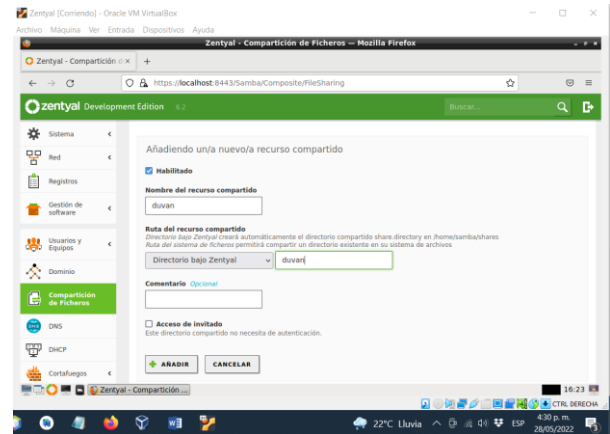 Zentyal [Corriendo] - Oracle VM VirtualBox
Archivo Máquina Ver Entrada Dispositivos Ayuda
Zentyal - Compartición de Ficheros — Mozilla Firefox
Zentyal - Compartición
https://localhost:8443/Samba/Composite/FileSharing
zentyal Development Edition 6.2
Buscar...
Sistema
Red
Registros
Gestión de
software
Usuarios y
Equipos
Dominio
Compartición
de Ficheros
DNS
DHCP
Cortafuegos
Añadiendo un/a nuevo/a recurso compartido
Habilitado
Nombre del recurso compartido
duvan
Ruta del recurso compartido
Directorio bajo Zentyal creará automáticamente el directorio compartido share.directory en /home/samba/shares
Ruta del sistema de ficheros permitirá compartir un directorio existente en su sistema de archivos
Directorio bajo Zentyal duvan
Comentario Opcional
Acceso de invitado
Este directorio compartido no necesita de autenticación.
AÑADIR CANCELAR
Zentyal - Compartición ...
16:23
CTRL DERECHA
22°C Lluvia
ESP
4:30 p. m.
28/05/2022